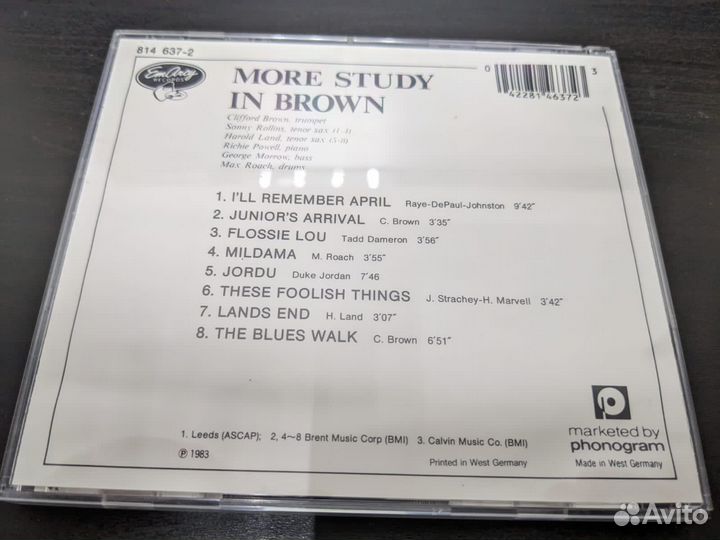 814 637-2
EmArcy
RECORDS
MORE STUDY
IN BROWN
Clifford Brown, trumpet
Sonny Rollins, tenor sax (1-3)
Harold Land, tenor sax (5-8)
Richie Powell, piano
George Morrow, bass
Max Roach, drums
0 42281 46372 3
1. I'LL REMEMBER APRIL Raye-DePaul-Johnston 9'42"
2. JUNIOR'S ARRIVAL C. Brown 3'35"
3. FLOSSIE LOU Tadd Dameron 3'56"
4. MILDAMA M. Roach 3'55"
5. JORDU Duke Jordan 7'46
6. THESE FOOLISH THINGS J. Strachey-H. Marvell 3'42"
7. LANDS END H. Land 3'07"
8. THE BLUES WALK C. Brown 6'51"
1. Leeds (ASCAP); 2, 4~8 Brent Music Corp (BMI) 3. Calvin Music Co. (BMI)
℗ 1983
Printed in West Germany
marketed by
phonogram
Made in West Germany
Avito